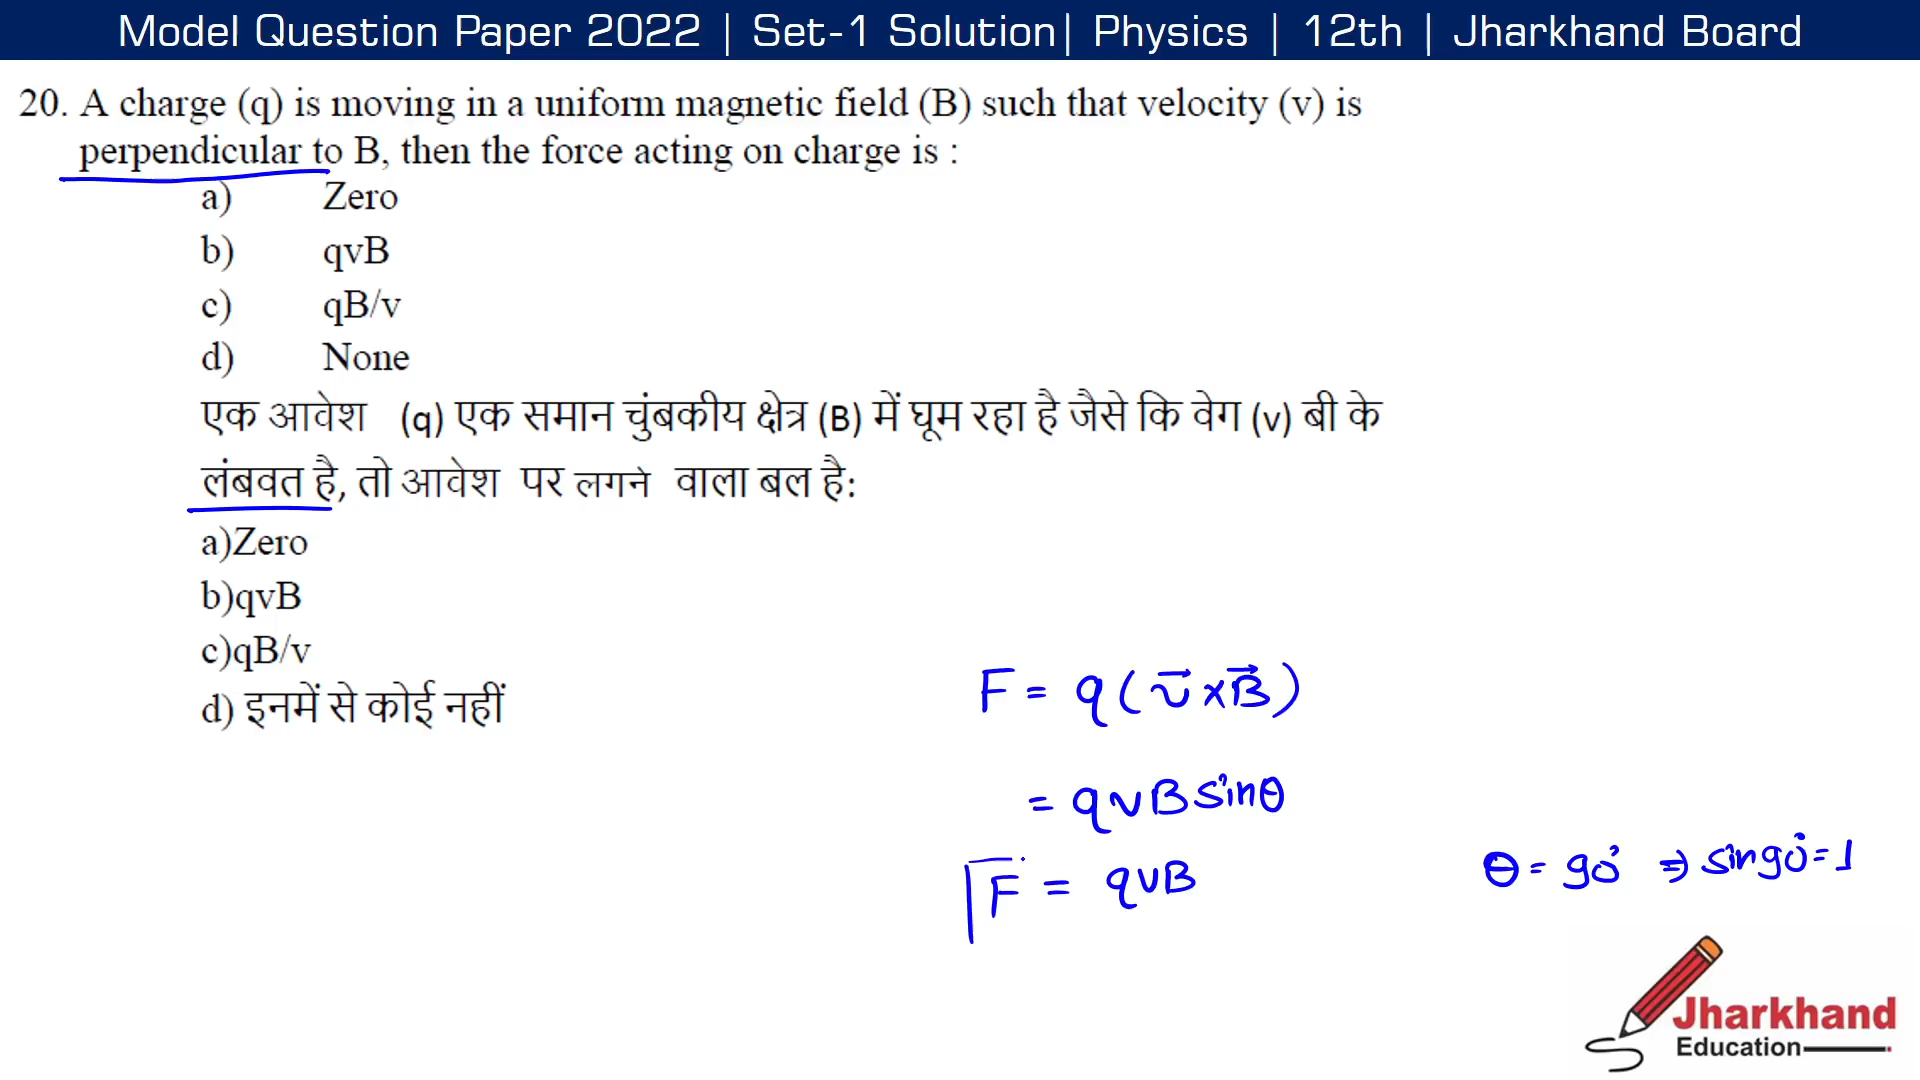 Model Question Paper 2022 | Set-1 Solution| Physics | 12th | Jharkhand Board
20. A charge (q) is moving in a uniform magnetic field (B) such that velocity (v) is
perpendicular to B, then the force acting on charge is :
a) Zero
b) qvB
c) qB/v
d) None
एक आवेश (q) एक समान चुंबकीय क्षेत्र (B) में घूम रहा है जैसे कि वेग (v) बी के
लंबवत है, तो आवेश पर लगने वाला बल है:
a)Zero
b)qvB
c)qB/v
d) इनमें से कोई नहीं
F = q (v⃗ × B⃗)
= qvB sinθ
F = qvB
θ = 90° ⇒ sin90° = 1
Jharkhand
Education